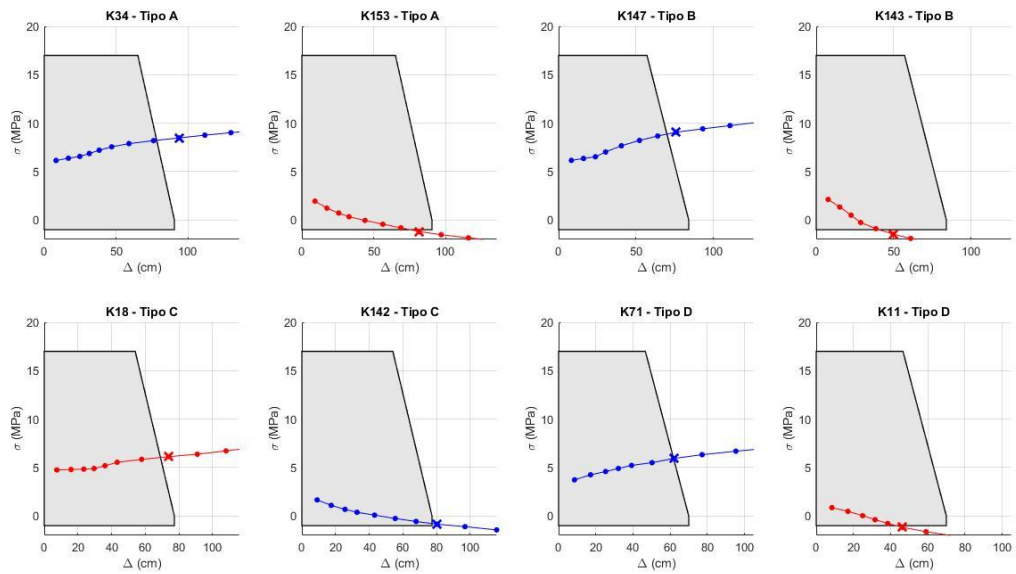 K34 - Tipo A
K153 - Tipo A
K147 - Tipo B
K143 - Tipo B
20
15
10
5
0
σ (MPa)
0
50
100
Δ (cm)
20
15
10
5
0
σ (MPa)
0
50
100
Δ (cm)
20
15
10
5
0
σ (MPa)
0
50
100
Δ (cm)
20
15
10
5
0
σ (MPa)
0
50
100
Δ (cm)
K18 - Tipo C
K142 - Tipo C
K71 - Tipo D
K11 - Tipo D
20
15
10
5
0
σ (MPa)
0 20 40 60 80 100
Δ (cm)
20
15
10
5
0
σ (MPa)
0 20 40 60 80 100
Δ (cm)
20
15
10
5
0
σ (MPa)
0 20 40 60 80 100
Δ (cm)
20
15
10
5
0
σ (MPa)
0 20 40 60 80 100
Δ (cm)